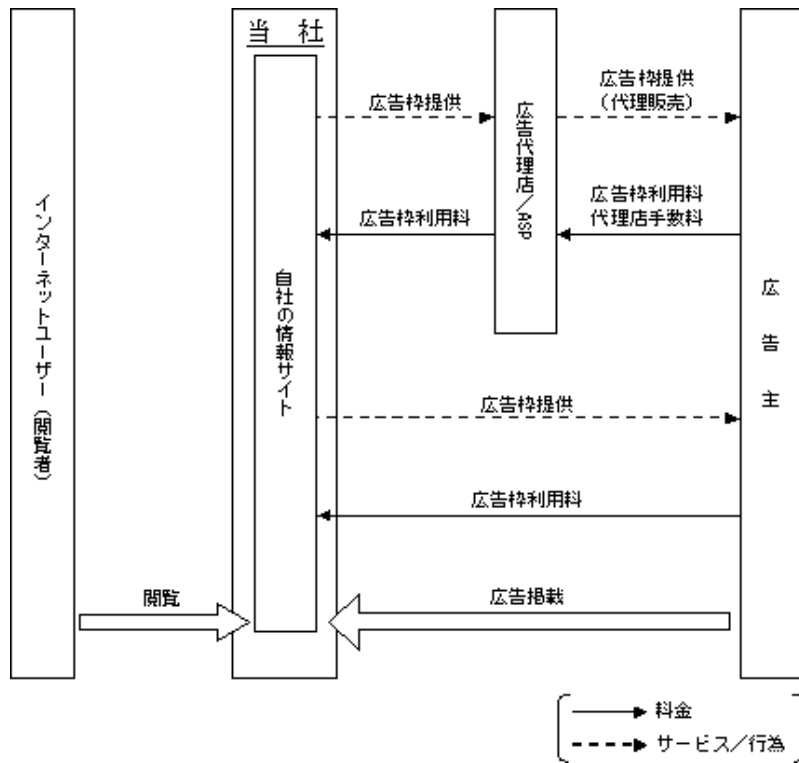 当 社
インターネットユーザー（閲覧者）
自社の情報サイト
広告代理店／ASP
広告主
広告枠提供
広告枠提供
（代理販売）
広告枠利用料
広告枠利用料
代理店手数料
広告枠提供
広告枠利用料
閲覧
広告掲載
料金
サービス／行為